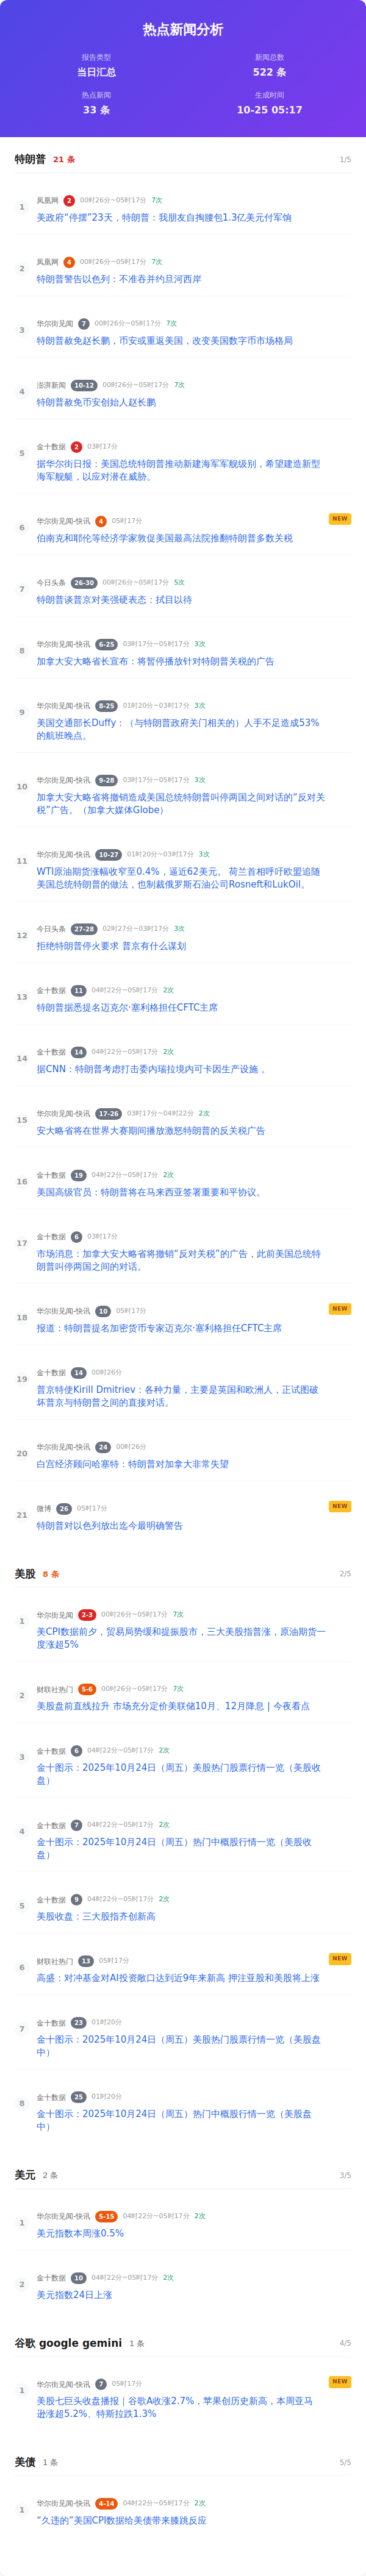 热点新闻分析
报告类型
新闻总数
当日汇总
522 条
热点新闻
生成时间
33 条
10-25 05:17
特朗普 21 条 1/5
1
凤凰网 2 00时26分~05时17分 7次
美政府“停摆”23天，特朗普：我朋友自掏腰包1.3亿美元付军饷
2
凤凰网 4 00时26分~05时17分 7次
特朗普警告以色列：不准吞并约旦河西岸
3
华尔街见闻 7 00时26分~05时17分 7次
特朗普赦免赵长鹏，币安或重返美国，改变美国数字币市场格局
4
澎湃新闻 10-12 00时26分~05时17分 7次
特朗普赦免币安创始人赵长鹏
5
金十数据 2 03时17分
据华尔街日报：美国总统特朗普推动新建海军军舰级别，希望建造新型
海军舰艇，以应对潜在威胁。
6
华尔街见闻-快讯 4 05时17分 NEW
伯南克和耶伦等经济学家敦促美国最高法院推翻特朗普多数关税
7
今日头条 26-30 00时26分~05时17分 5次
特朗普谈普京对美强硬表态：拭目以待
8
华尔街见闻-快讯 6-25 03时17分~05时17分 3次
加拿大安大略省长宣布：将暂停播放针对特朗普关税的广告
9
华尔街见闻-快讯 8-25 01时20分~03时17分 3次
美国交通部长Duffy：（与特朗普政府关门相关的）人手不足造成53%
的航班晚点。
10
华尔街见闻-快讯 9-28 03时17分~05时17分 3次
加拿大安大略省将撤销造成美国总统特朗普叫停两国之间对话的“反对关
税”广告。（加拿大媒体Globe）
11
华尔街见闻-快讯 10-27 01时20分~03时17分 3次
WTI原油期货涨幅收窄至0.4%，逼近62美元。 荷兰首相呼吁欧盟追随
美国总统特朗普的做法，也制裁俄罗斯石油公司Rosneft和LukOil。
12
今日头条 27-28 02时27分~03时17分 3次
拒绝特朗普停火要求 普京有什么谋划
13
金十数据 11 04时22分~05时17分 2次
特朗普据悉提名迈克尔·塞利格担任CFTC主席
14
金十数据 14 04时22分~05时17分 2次
据CNN：特朗普考虑打击委内瑞拉境内可卡因生产设施 。
15
华尔街见闻-快讯 17-26 03时17分~04时22分 2次
安大略省将在世界大赛期间播放激怒特朗普的反关税广告
16
金十数据 19 04时22分~05时17分 2次
美国高级官员：特朗普将在马来西亚签署重要和平协议。
17
金十数据 6 03时17分
市场消息：加拿大安大略省将撤销“反对关税”的广告，此前美国总统特
朗普叫停两国之间的对话。
18
华尔街见闻-快讯 10 05时17分 NEW
报道：特朗普提名加密货币专家迈克尔·塞利格担任CFTC主席
19
金十数据 14 00时26分
普京特使Kirill Dmitriev：各种力量，主要是英国和欧洲人，正试图破
坏普京与特朗普之间的直接对话。
20
华尔街见闻-快讯 24 00时26分
白宫经济顾问哈塞特：特朗普对加拿大非常失望
21
微博 26 05时17分 NEW
特朗普对以色列放出迄今最明确警告
美股 8 条 2/5
1
华尔街见闻 2-3 00时26分~05时17分 7次
美CPI数据前夕，贸易局势缓和提振股市，三大美股指普涨，原油期货一
度涨超5%
2
财联社热门 5-6 00时26分~05时17分 7次
美股盘前直线拉升 市场充分定价美联储10月、12月降息 | 今夜看点
3
金十数据 6 04时22分~05时17分 2次
金十图示：2025年10月24日（周五）美股热门股票行情一览（美股收
盘）
4
金十数据 7 04时22分~05时17分 2次
金十图示：2025年10月24日（周五）热门中概股行情一览（美股收
盘）
5
金十数据 9 04时22分~05时17分 2次
美股收盘：三大股指齐创新高
6
财联社热门 13 05时17分 NEW
高盛：对冲基金对AI投资敞口达到近9年来新高 押注亚股和美股将上涨
7
金十数据 23 01时20分
金十图示：2025年10月24日（周五）美股热门股票行情一览（美股盘
中）
8
金十数据 25 01时20分
金十图示：2025年10月24日（周五）热门中概股行情一览（美股盘
中）
美元 2 条 3/5
1
华尔街见闻-快讯 5-15 04时22分~05时17分 2次
美元指数本周涨0.5%
2
金十数据 10 04时22分~05时17分 2次
美元指数24日上涨
谷歌 google gemini 1 条 4/5
1
华尔街见闻-快讯 7 05时17分 NEW
美股七巨头收盘播报｜谷歌A收涨2.7%，苹果创历史新高，本周亚马
逊涨超5.2%、特斯拉跌1.3%
美债 1 条 5/5
1
华尔街见闻-快讯 4-14 04时22分~05时17分 2次
“久违的”美国CPI数据给美债带来膝跳反应